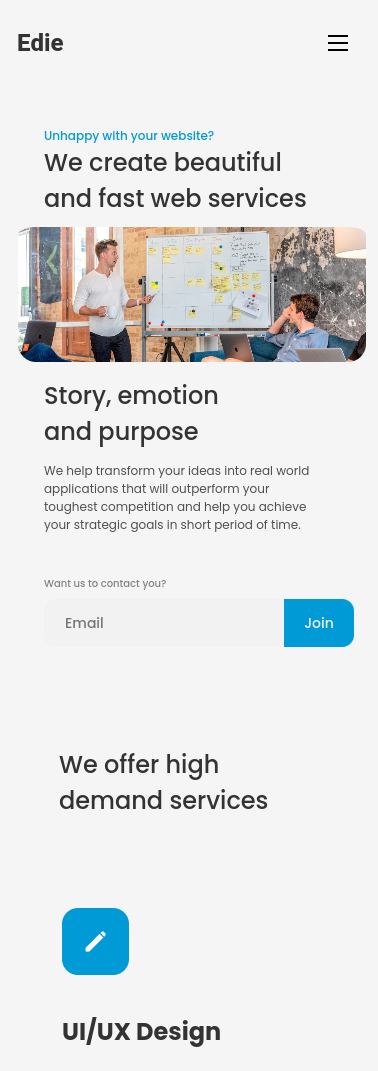 Edie
Unhappy with your website?
We create beautiful
and fast web services
Story, emotion
and purpose
We help transform your ideas into real world
applications that will outperform your
toughest competition and help you achieve
your strategic goals in short period of time.
Want us to contact you?
Email
Join
We offer high
demand services
UI/UX Design